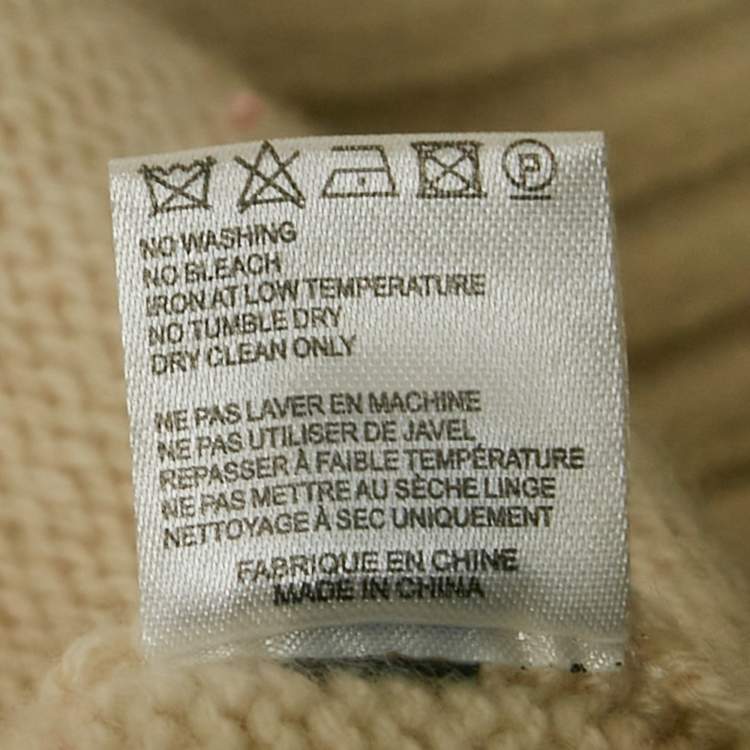 P
NO WASHING
NO BLEACH
IRON AT LOW TEMPERATURE
NO TUMBLE DRY
DRY CLEAN ONLY
NE PAS LAVER EN MACHINE
NE PAS UTILISER DE JAVEL
REPASSER À FAIBLE TEMPÉRATURE
NE PAS METTRE AU SÈCHE LINGE
NETTOYAGE À SEC UNIQUEMENT
FABRIQUE EN CHINE
MADE IN CHINA